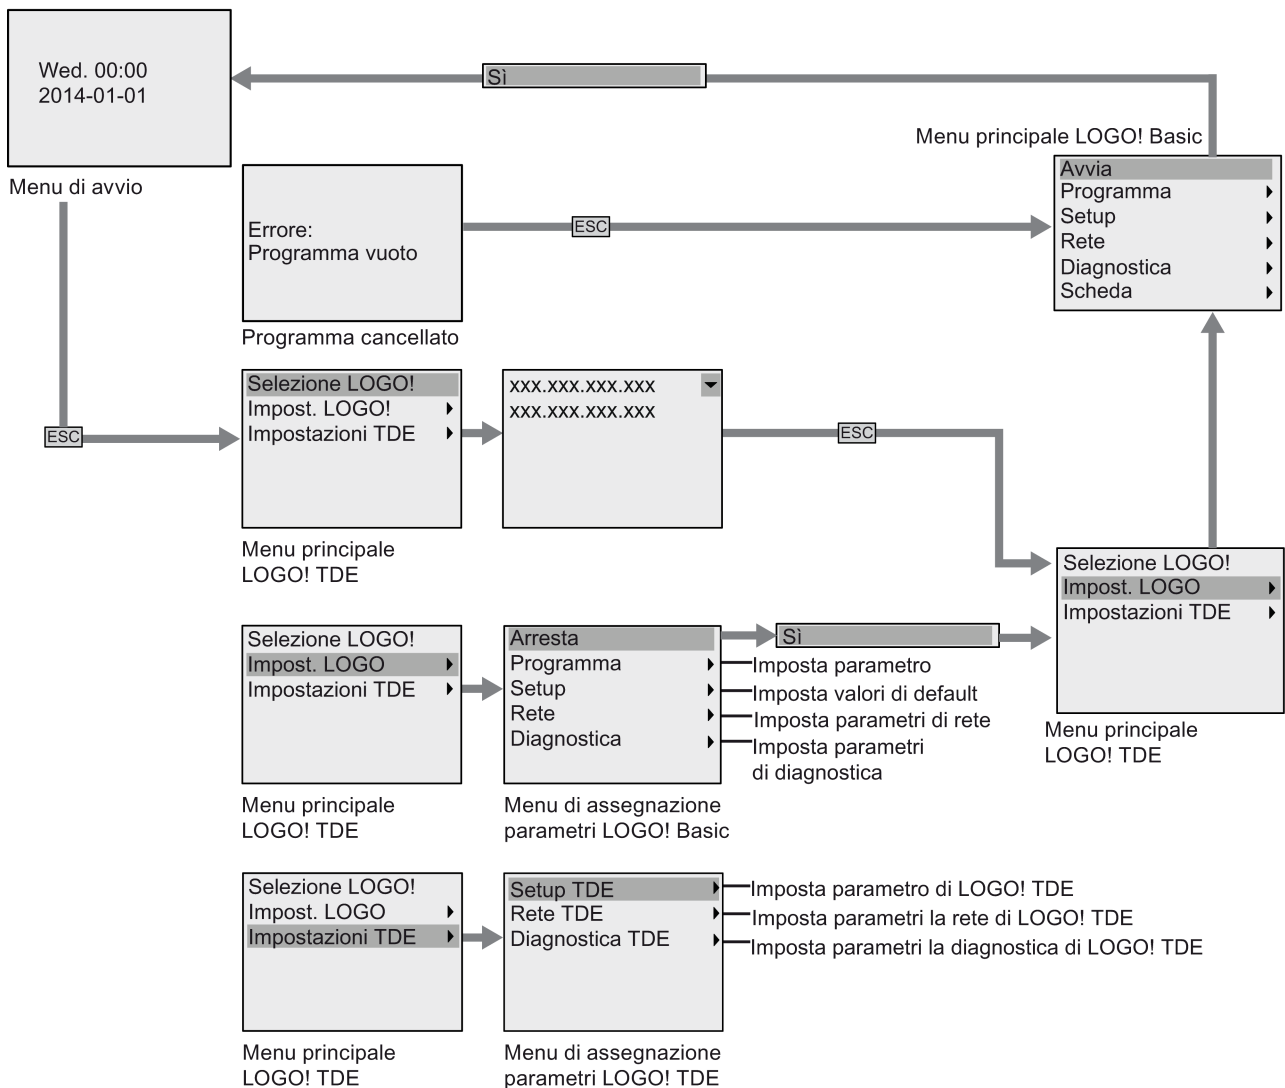 Wed. 00:00
2014-01-01
Menu di avvio
Sì
Menu principale LOGO! Basic
Avvia
Programma
Setup
Rete
Diagnostica
Scheda
Errore:
Programma vuoto
Programma cancellato
ESC
ESC
Selezione LOGO!
Impost. LOGO!
Impostazioni TDE
Menu principale
LOGO! TDE
xxx.xxx.xxx.xxx
xxx.xxx.xxx.xxx
ESC
Selezione LOGO!
Impost. LOGO
Impostazioni TDE
Menu principale
LOGO! TDE
Selezione LOGO!
Impost. LOGO
Impostazioni TDE
Menu principale
LOGO! TDE
Arresta
Programma
Setup
Rete
Diagnostica
Menu di assegnazione
parametri LOGO! Basic
Sì
Imposta parametro
Imposta valori di default
Imposta parametri di rete
Imposta parametri
di diagnostica
Selezione LOGO!
Impost. LOGO
Impostazioni TDE
Menu principale
LOGO! TDE
Setup TDE
Rete TDE
Diagnostica TDE
Menu di assegnazione
parametri LOGO! TDE
Imposta parametro di LOGO! TDE
Imposta parametri la rete di LOGO! TDE
Imposta parametri la diagnostica di LOGO! TDE